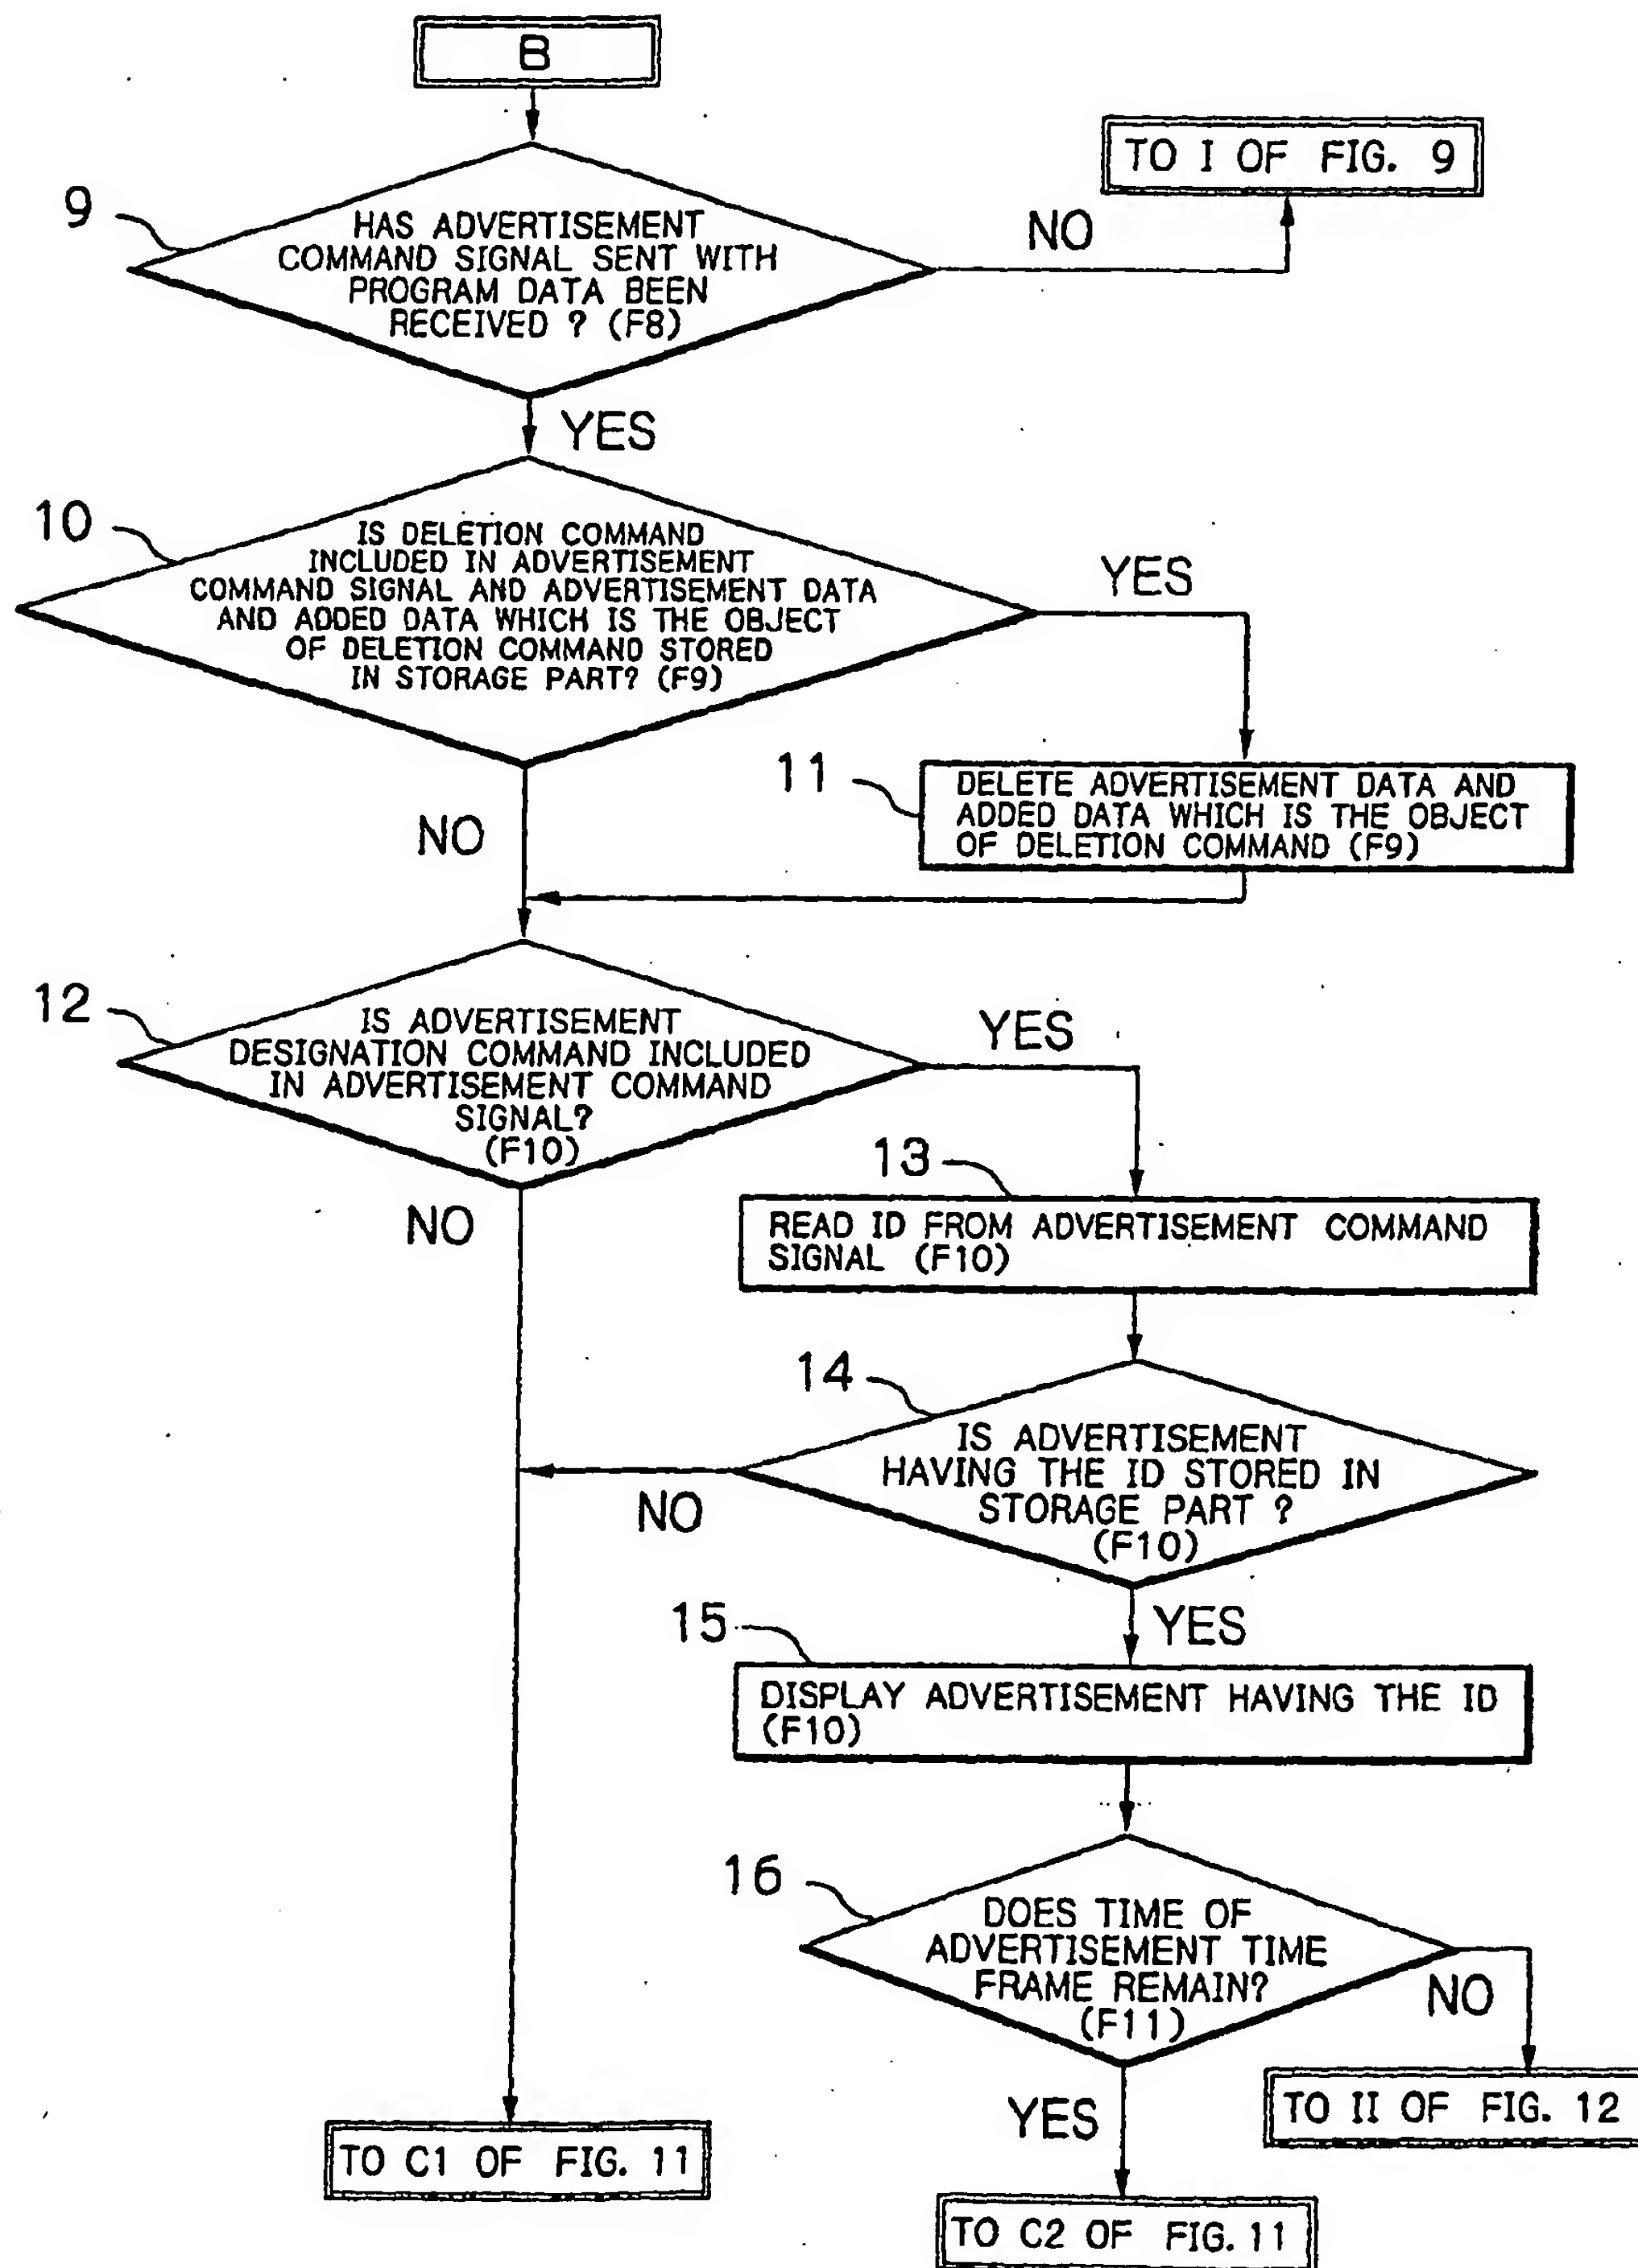 B
TO I OF FIG. 9
9
HAS ADVERTISEMENT
COMMAND SIGNAL SENT WITH
PROGRAM DATA BEEN
RECEIVED ? (F8)
NO
YES
10
IS DELETION COMMAND
INCLUDED IN ADVERTISEMENT
COMMAND SIGNAL AND ADVERTISEMENT DATA
AND ADDED DATA WHICH IS THE OBJECT
OF DELETION COMMAND STORED
IN STORAGE PART? (F9)
YES
11
DELETE ADVERTISEMENT DATA AND
ADDED DATA WHICH IS THE OBJECT
OF DELETION COMMAND (F9)
NO
12
IS ADVERTISEMENT
DESIGNATION COMMAND INCLUDED
IN ADVERTISEMENT COMMAND
SIGNAL?
(F10)
YES
NO
13
READ ID FROM ADVERTISEMENT COMMAND
SIGNAL (F10)
14
IS ADVERTISEMENT
HAVING THE ID STORED IN
STORAGE PART ?
(F10)
NO
YES
15
DISPLAY ADVERTISEMENT HAVING THE ID
(F10)
16
DOES TIME OF
ADVERTISEMENT TIME
FRAME REMAIN?
(F11)
NO
YES
TO II OF FIG. 12
TO C1 OF FIG. 11
TO C2 OF FIG. 11